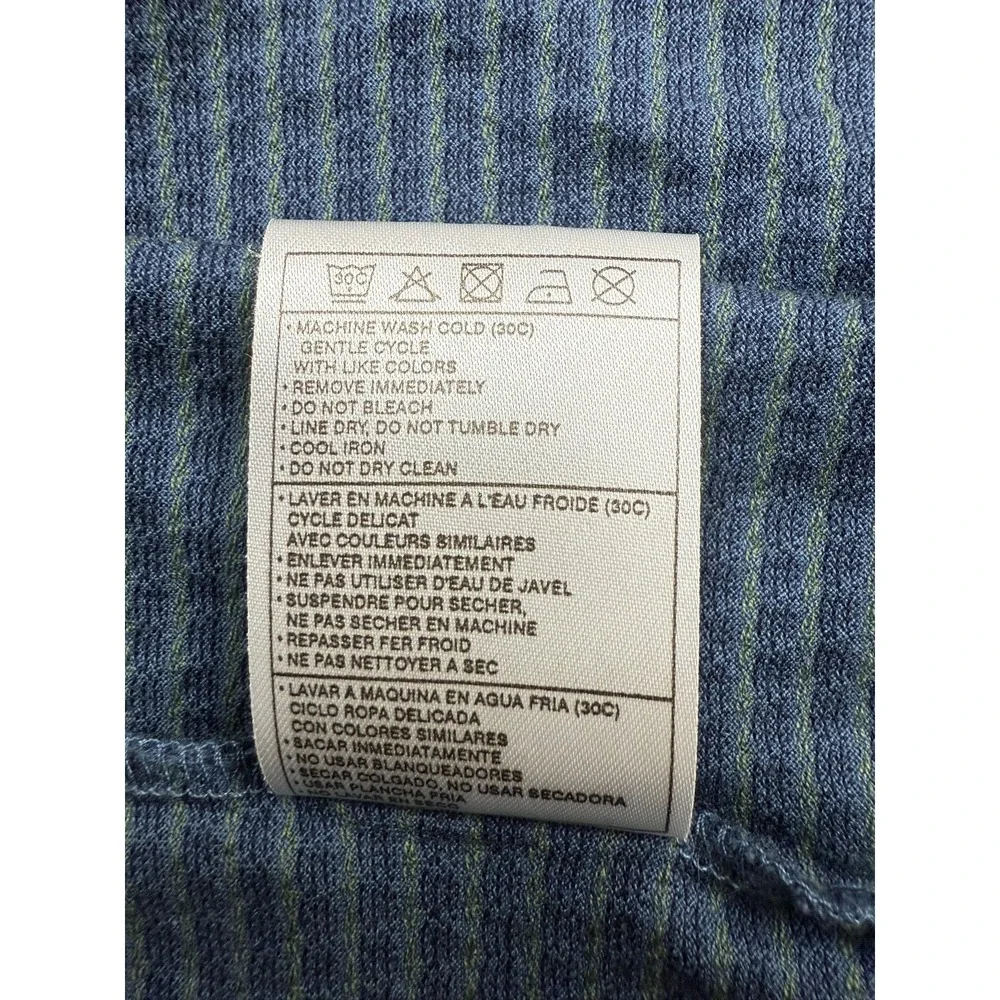 30C
• MACHINE WASH COLD (30C)
GENTLE CYCLE
WITH LIKE COLORS
• REMOVE IMMEDIATELY
• DO NOT BLEACH
• LINE DRY, DO NOT TUMBLE DRY
• COOL IRON
• DO NOT DRY CLEAN
• LAVER EN MACHINE A L'EAU FROIDE (30C)
CYCLE DELICAT
AVEC COULEURS SIMILAIRES
• ENLEVER IMMEDIATEMENT
• NE PAS UTILISER D'EAU DE JAVEL
• SUSPENDRE POUR SECHER,
NE PAS SECHER EN MACHINE
• REPASSER FER FROID
• NE PAS NETTOYER A SEC
• LAVAR A MAQUINA EN AGUA FRIA (30C)
CICLO ROPA DELICADA
CON COLORES SIMILARES
• SACAR INMEDIATAMENTE
• NO USAR BLANQUEADORES
• SECAR COLGADO, NO USAR SECADORA
• USAR PLANCHA FRIA